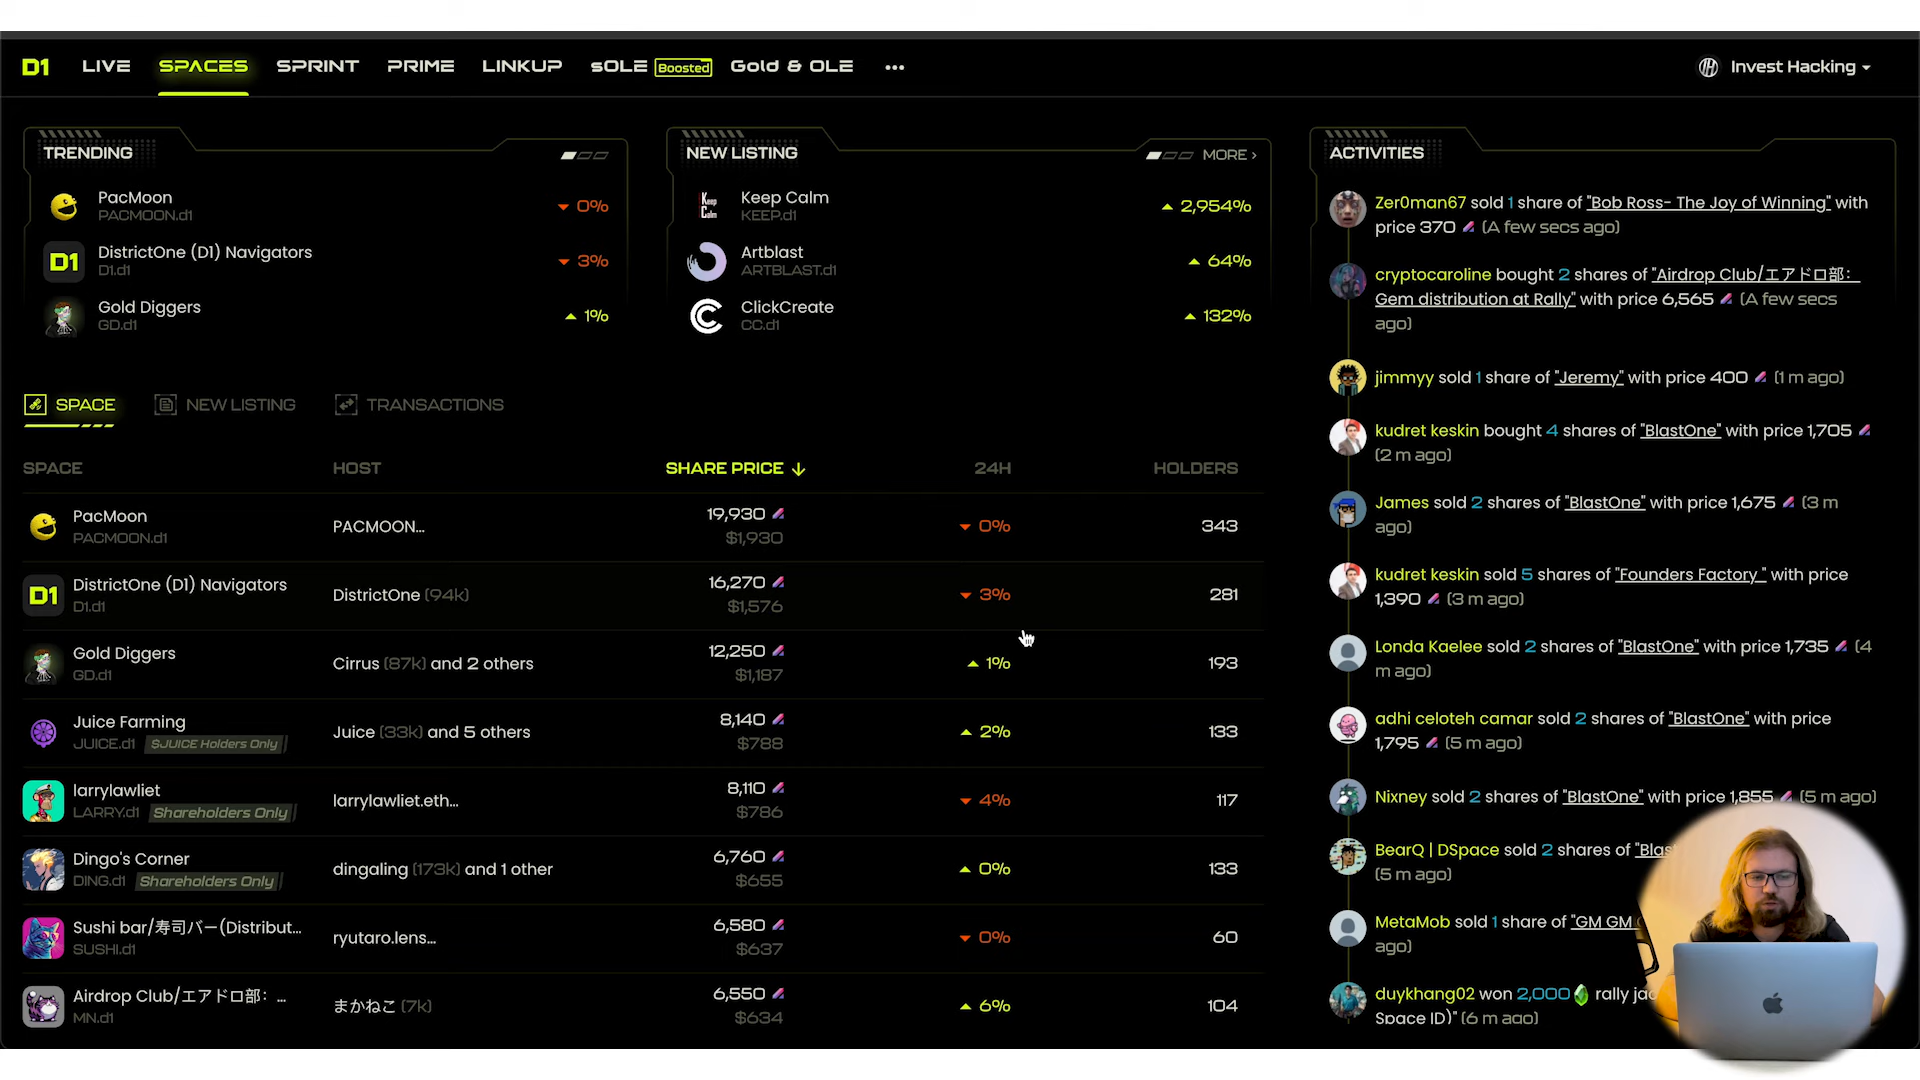 D1 LIVE SPACES SPRINT PRIME LINKUP sOLE Boosted Gold & OLE ••• Invest Hacking
TRENDING
PacMoon
PACMOON.d1
0%
DistrictOne (D1) Navigators
D1.d1
3%
Gold Diggers
GD.d1
1%
NEW LISTING
MORE >
Keep Calm
Keep Calm
KEEP.d1
2,954%
Artblast
ARTBLAST.d1
64%
ClickCreate
CC.d1
132%
SPACE NEW LISTING TRANSACTIONS
SPACE HOST SHARE PRICE ↓ 24H HOLDERS
PacMoon
PACMOON.d1
PACMOON...
19,930
$1,930
0%
343
D1
DistrictOne (D1) Navigators
D1.d1
DistrictOne (94k)
16,270
$1,576
3%
281
Gold Diggers
GD.d1
Cirrus (87k) and 2 others
12,250
$1,187
1%
193
Juice Farming
JUICE.d1 $JUICE Holders Only
Juice (33k) and 5 others
8,140
$788
2%
133
larrylawliet
LARRY.d1 Shareholders Only
larrylawliet.eth...
8,110
$786
4%
117
Dingo's Corner
DING.d1 Shareholders Only
dingaling (173k) and 1 other
6,760
$655
0%
133
Sushi bar/寿司バー(Distribut...
SUSHI.d1
ryutaro.lens...
6,580
$637
0%
60
Airdrop Club/エアドロ部: ...
MN.d1
まかねこ (7k)
6,550
$634
6%
104
ACTIVITIES
Zer0man67 sold 1 share of "Bob Ross- The Joy of Winning" with
price 370 (A few secs ago)
cryptocaroline bought 2 shares of "Airdrop Club/エアドロ部:
Gem distribution at Rally" with price 6,565 (A few secs
ago)
jimmyy sold 1 share of "Jeremy" with price 400 (1 m ago)
kudret keskin bought 4 shares of "BlastOne" with price 1,705
(2 m ago)
James sold 2 shares of "BlastOne" with price 1,675 (3 m
ago)
kudret keskin sold 5 shares of "Founders Factory " with price
1,390 (3 m ago)
Londa Kaelee sold 2 shares of "BlastOne" with price 1,735 (4
m ago)
adhi celoteh camar sold 2 shares of "BlastOne" with price
1,795 (5 m ago)
Nixney sold 2 shares of "BlastOne" with price 1,855 (5 m ago)
BearQ | DSpace sold 2 shares of "Blas
(5 m ago)
MetaMob sold 1 share of "GM GM
ago)
duykhang02 won 2,000 rally jac
Space ID)" (6 m ago)